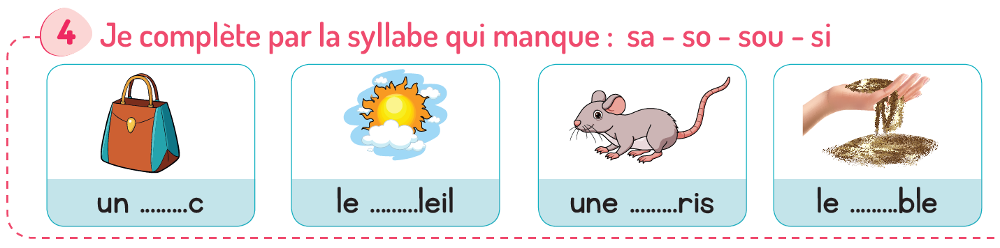 4 Je complète par la syllabe qui manque : sa - so - sou - si
un .........c
le .........leil
une .........ris
le .........ble